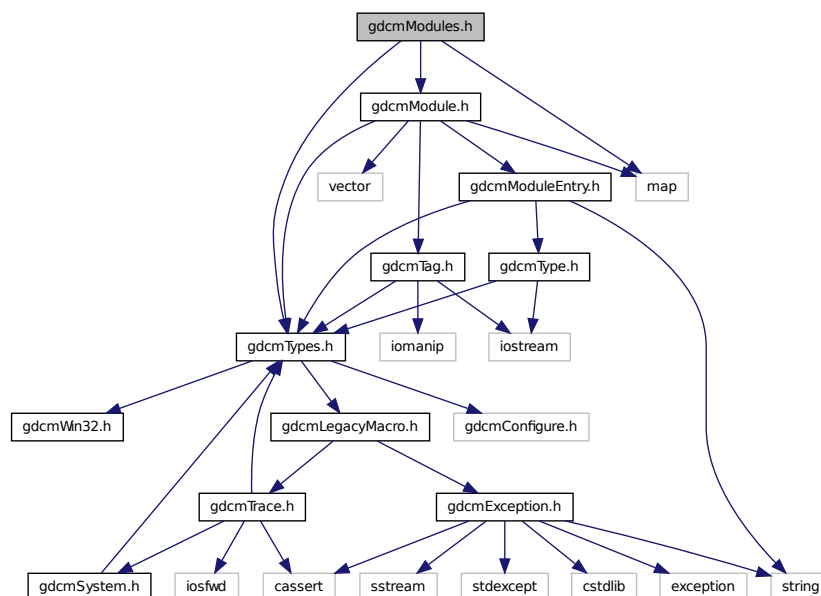 gdcmModules.h
gdcmModule.h
vector
gdcmModuleEntry.h
map
gdcmTag.h
gdcmType.h
gdcmTypes.h
iomanip
iostream
gdcmWin32.h
gdcmLegacyMacro.h
gdcmConfigure.h
gdcmTrace.h
gdcmException.h
gdcmSystem.h
iosfwd
cassert
sstream
stdexcept
cstdlib
exception
string